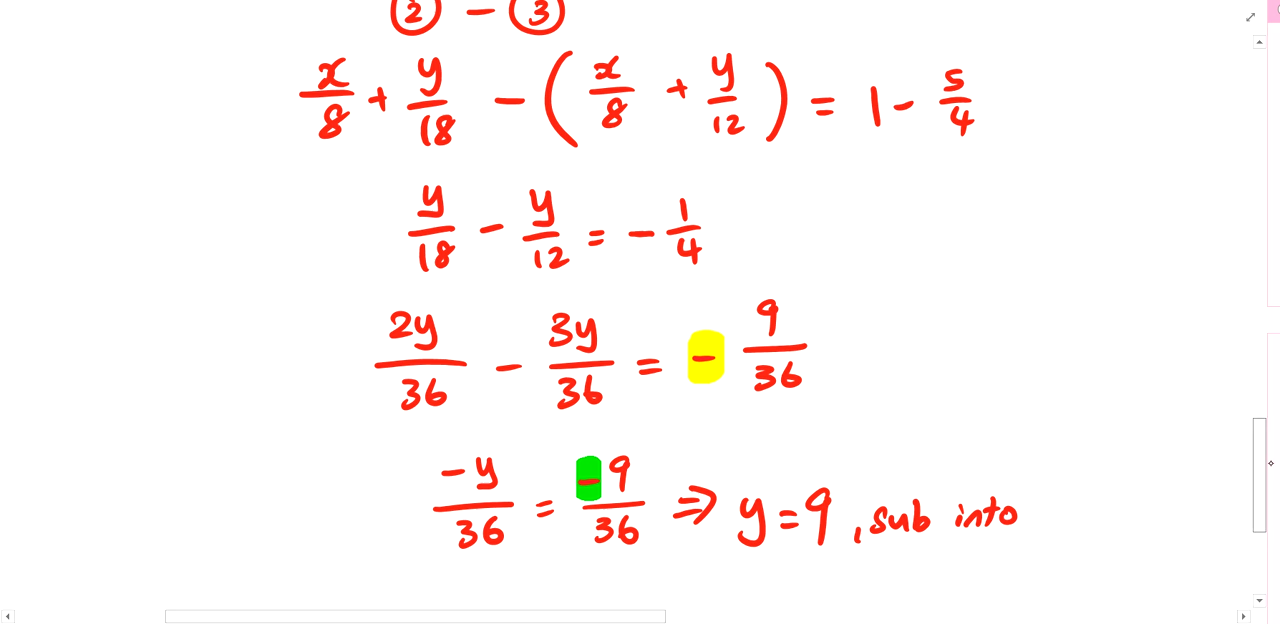 ② - ③
x/8 + y/18 - (x/8 + y/12) = 1 - 5/4
y/18 - y/12 = - 1/4
2y/36 - 3y/36 = - 9/36
-y/36 = -9/36 ⇒ y = 9, sub into